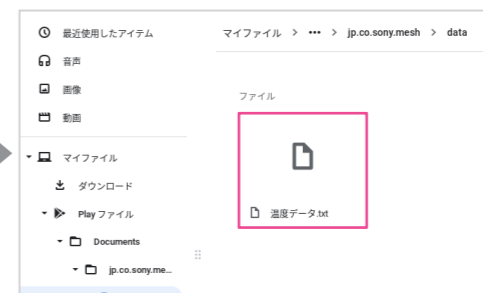 最近使用したアイテム
音声
画像
動画
マイファイル
ダウンロード
Play ファイル
Documents
jp.co.sony.me...
マイファイル > ••• > jp.co.sony.mesh > data
ファイル
温度データ.txt